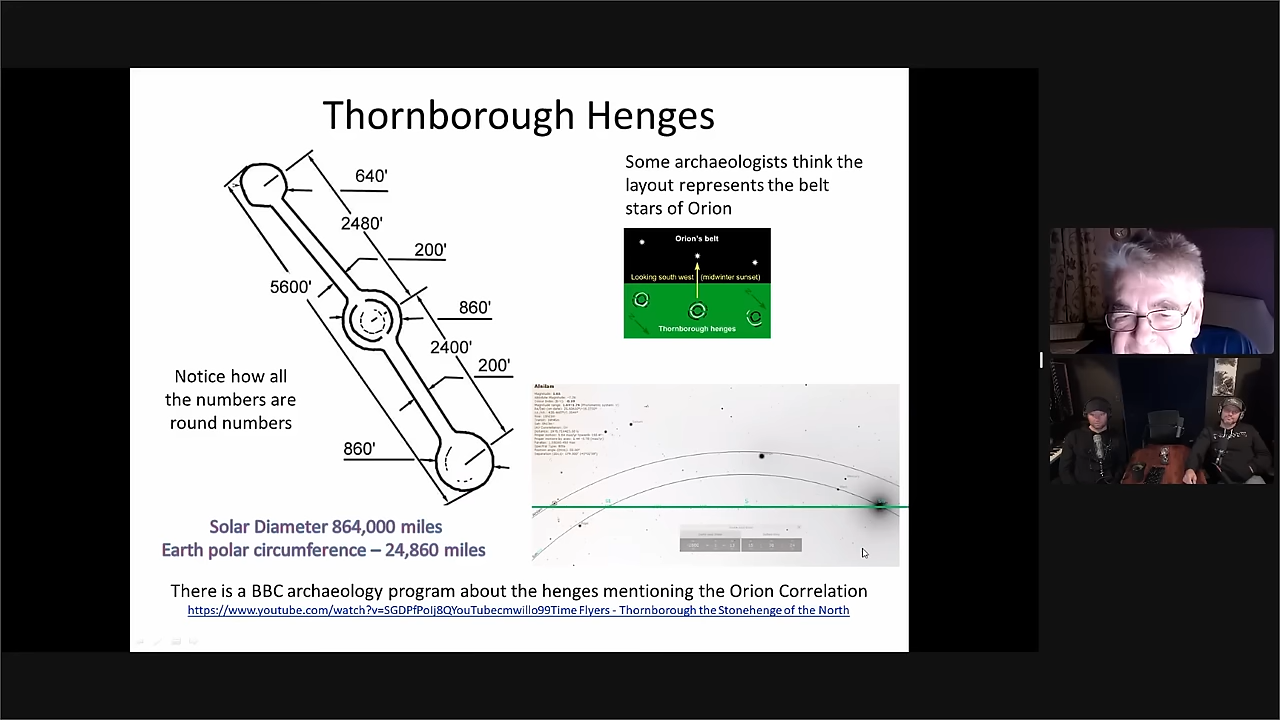 Thornborough Henges
640'
2480'
200'
5600'
860'
2400'
200'
860'
Notice how all
the numbers are
round numbers
Some archaeologists think the
layout represents the belt
stars of Orion
Orion's belt
Looking south west (midwinter sunset)
Thornborough henges
Alnilam
Solar Diameter 864,000 miles
Earth polar circumference – 24,860 miles
There is a BBC archaeology program about the henges mentioning the Orion Correlation
https://www.youtube.com/watch?v=SGDPfPoIj8QYouTubecmwillo99Time Flyers - Thornborough the Stonehenge of the North